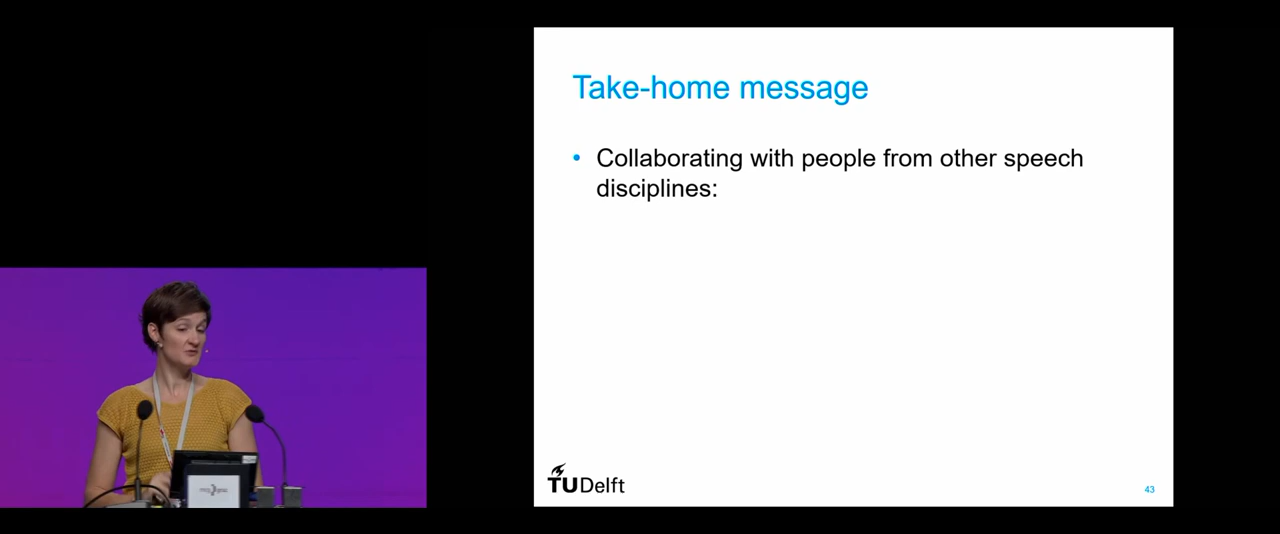 Take-home message
• Collaborating with people from other speech
disciplines:
TUDelft
43